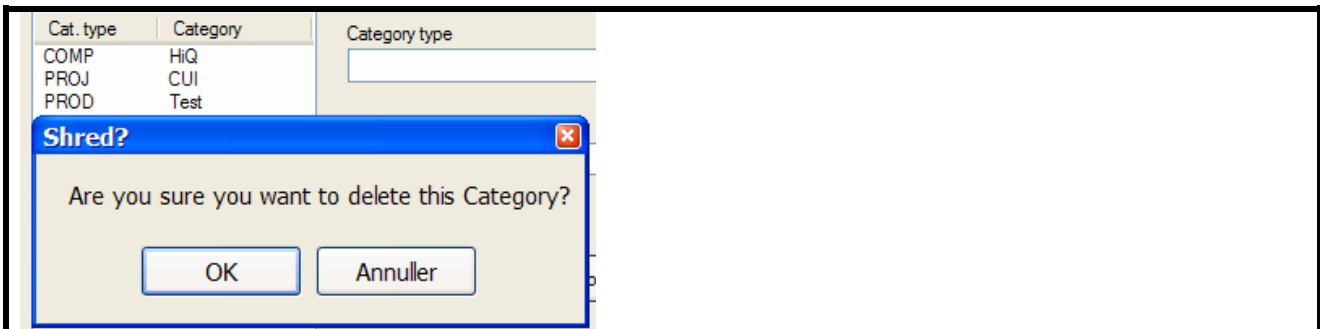 Cat. type Category
Category type
COMP HiQ
PROJ CUI
PROD Test
Shred?
Are you sure you want to delete this Category?
OK Annuller